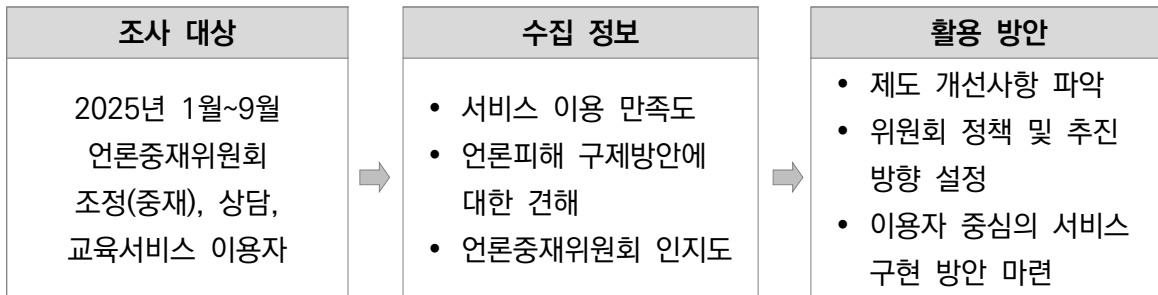 조사 대상
2025년 1월~9월
언론중재위원회
조정(중재), 상담,
교육서비스 이용자
수집 정보
• 서비스 이용 만족도
• 언론피해 구제방안에
대한 견해
• 언론중재위원회 인지도
활용 방안
• 제도 개선사항 파악
• 위원회 정책 및 추진
방향 설정
• 이용자 중심의 서비스
구현 방안 마련